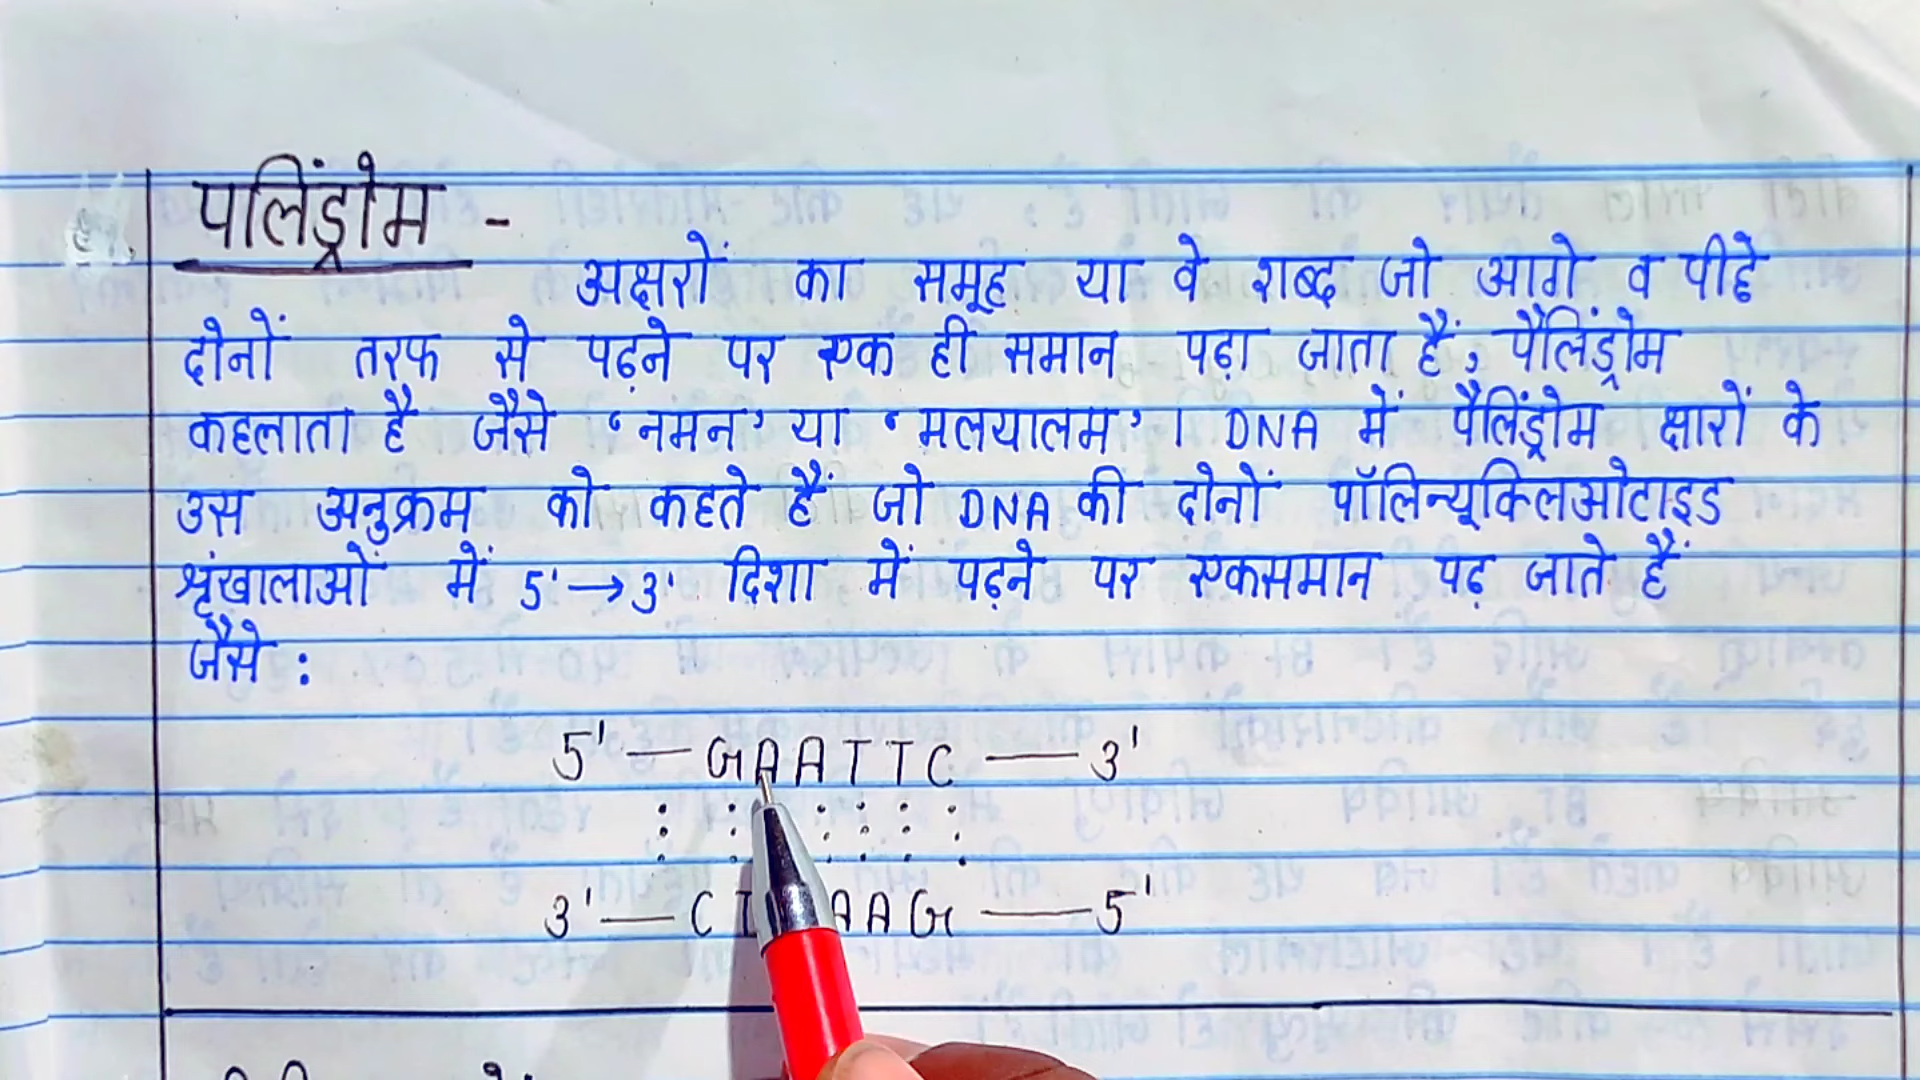 पलिंड्रोम -
अक्षरों का समूह या वे शब्द जो आगे व पीछे
दोनों तरफ से पढ़ने पर एक ही समान पढ़ा जाता हैं, पैलिंड्रोम
कहलाता है जैसे 'नमन' या 'मलयालम'। DNA में पैलिंड्रोम क्षारों के
उस अनुक्रम को कहते हैं जो DNA की दोनों पॉलिन्यूक्लिओटाइड
श्रृंखालाओं में 5'→3' दिशा में पढ़ने पर एकसमान पढ़ जाते हैं
जैसे :
5' — GAATTC — 3'
3' — C AAG — 5'